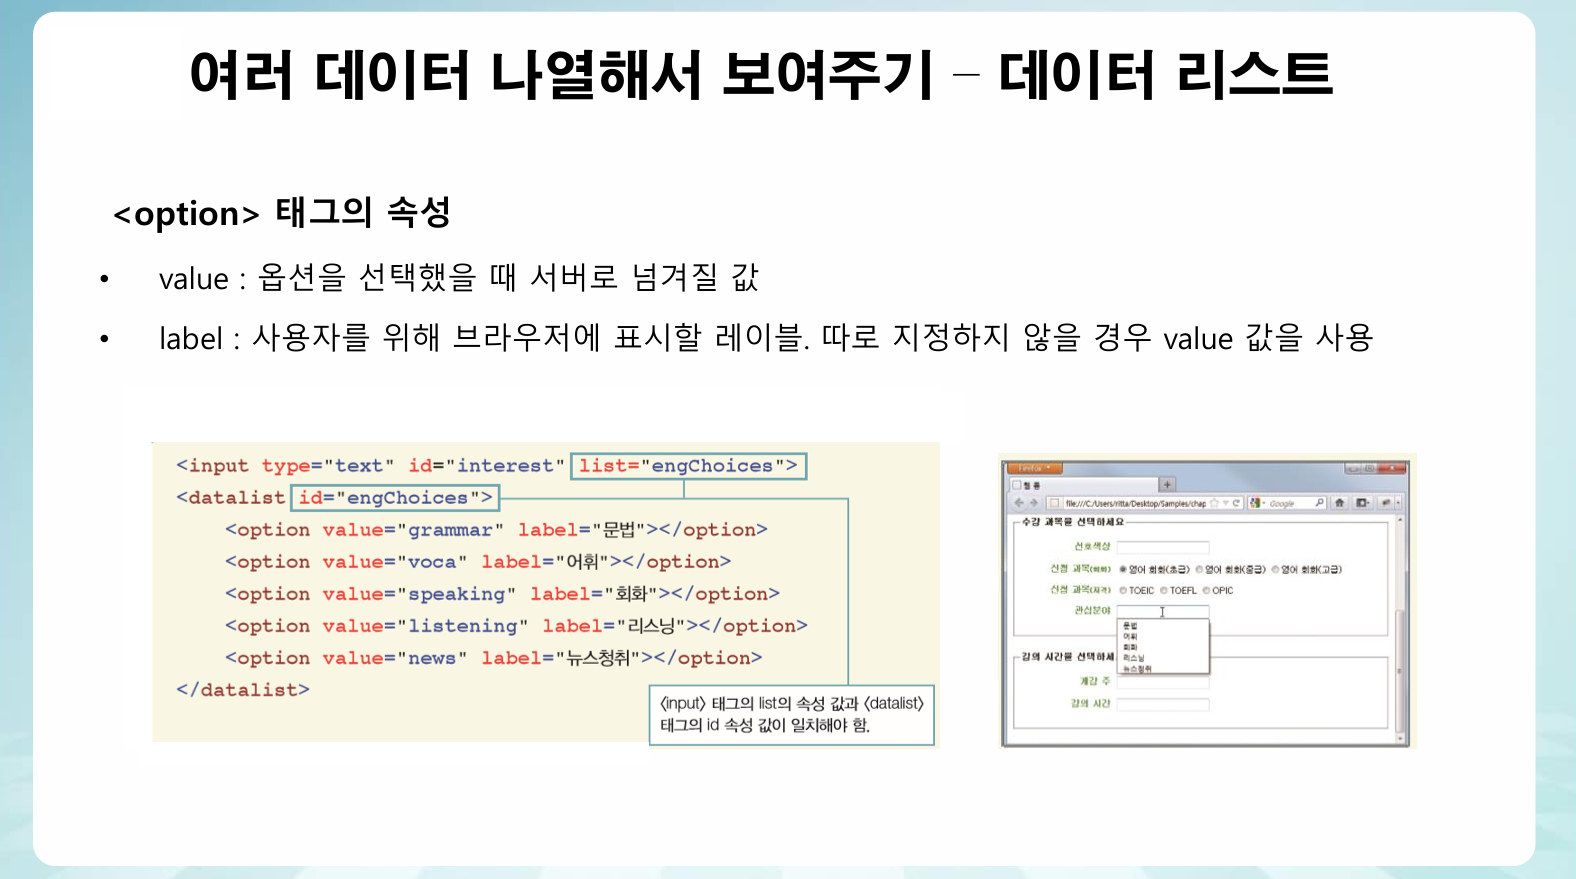 여러 데이터 나열해서 보여주기 – 데이터 리스트
<option> 태그의 속성
• value : 옵션을 선택했을 때 서버로 넘겨질 값
• label : 사용자를 위해 브라우저에 표시할 레이블. 따로 지정하지 않을 경우 value 값을 사용
<input type="text" id="interest" list="engChoices">
<datalist id="engChoices">
<option value="grammar" label="문법"></option>
<option value="voca" label="어휘"></option>
<option value="speaking" label="회화"></option>
<option value="listening" label="리스닝"></option>
<option value="news" label="뉴스청취"></option>
</datalist>
〈input〉 태그의 list의 속성 값과 〈datalist〉
태그의 id 속성 값이 일치해야 함.
Firefox
웹 폼
file:///C:/Users/ritta/Desktop/Samples/chap
Google
수강 과목을 선택하세요
선호색상
신청 과목(회화) 영어 회화(초급) 영어 회화(중급) 영어 회화(고급)
신청 과목(자격) TOEIC TOEFL OPIC
관심분야
문법
어휘
회화
리스닝
뉴스청취
강의 시간을 선택하세
개강 주
강의 시간